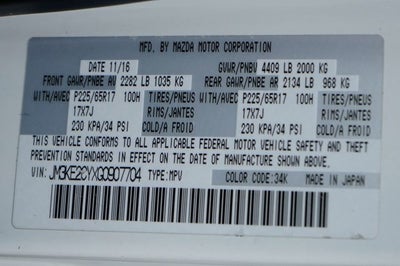 MFD. BY MAZDA MOTOR CORPORATION
DATE 11/16 GVWR/PNBV 4409 LB 2000 KG
FRONT GAWR/PNBE AV 2282 LB 1035 KG REAR GAWR/PNBE AR 2134 LB 968 KG
WITH/AVEC P225/65R17 100H TIRES/PNEUS WITH/AVEC P225/65R17 100H TIRES/PNEUS
17X7J RIMS/JANTES 17X7J RIMS/JANTES
230 KPA/34 PSI COLD/A FROID 230 KPA/34 PSI COLD/A FROID
THIS VEHICLE CONFORMS TO ALL APPLICABLE FEDERAL MOTOR VEHICLE SAFETY AND THEFT
PREVENTION STANDARDS IN EFFECT ON THE DATE OF MANUFACTURE SHOWN ABOVE.
VIN: JM3KE2CYXG0907704 TYPE: MPV COLOR CODE: 34K MADE IN JAPAN